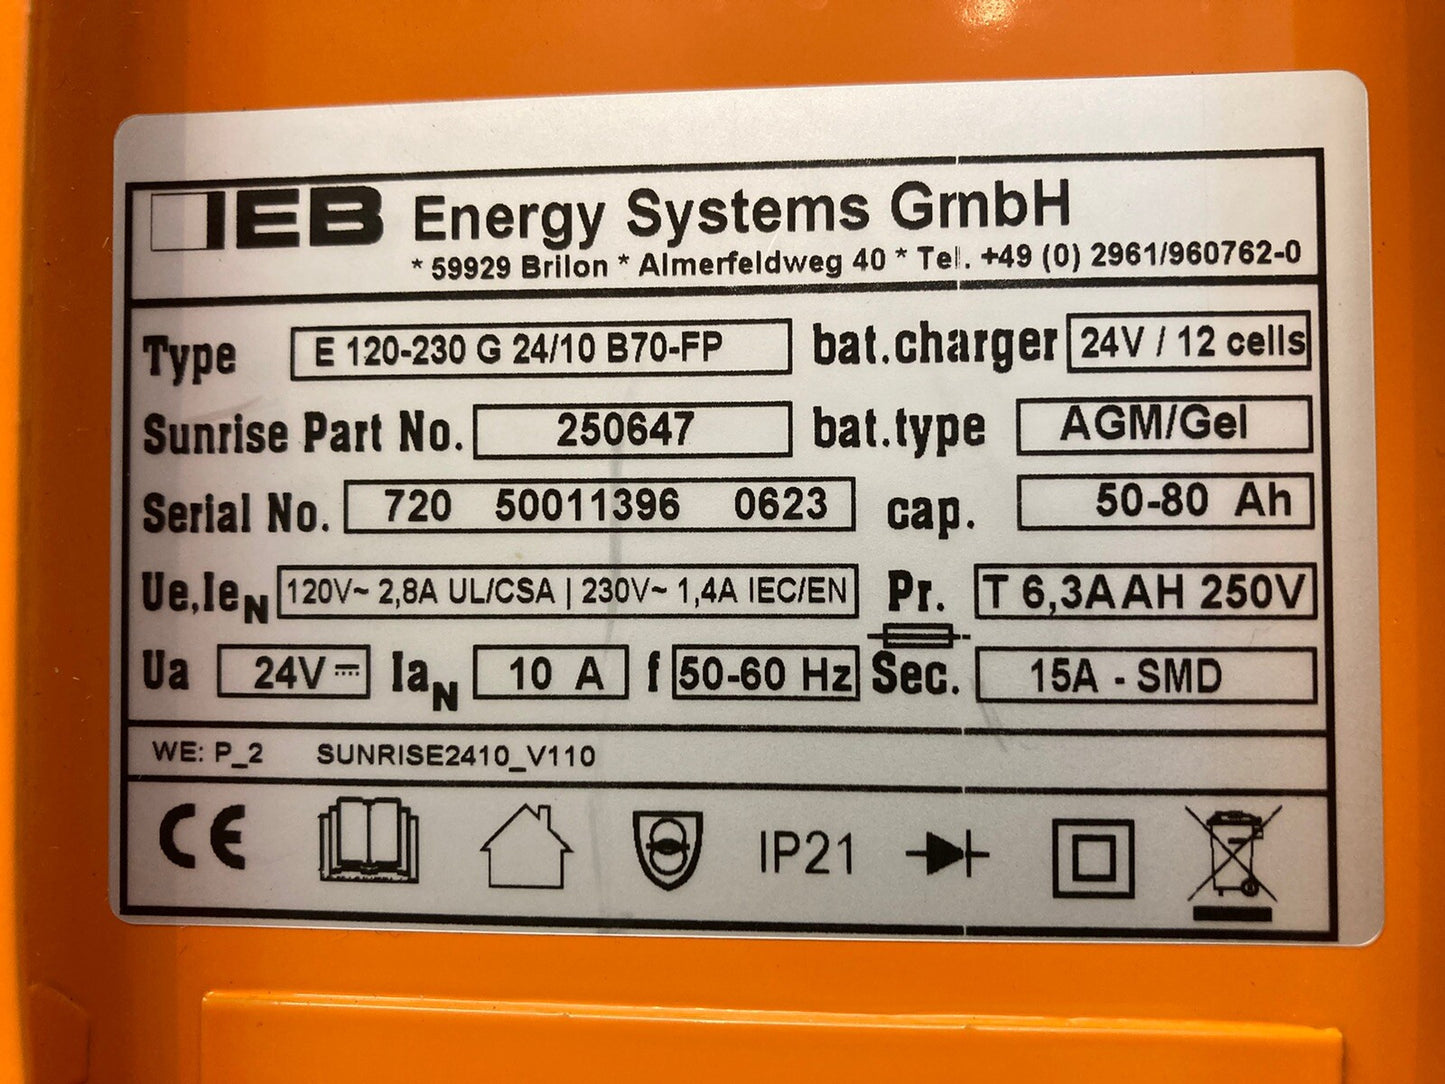 IEB Energy Systems GmbH
* 59929 Brilon * Almerfeldweg 40 * Tel. +49 (0) 2961/960762-0
Type E 120-230 G 24/10 B70-FP bat.charger 24V / 12 cells
Sunrise Part No. 250647 bat.type AGM/Gel
Serial No. 720 50011396 0623 cap. 50-80 Ah
Ue,IeN 120V~ 2,8A UL/CSA | 230V~ 1,4A IEC/EN Pr. T 6,3AAH 250V
Ua 24V IaN 10 A f 50-60 Hz Sec. 15A - SMD
WE: P_2 SUNRISE2410_V110
CE IP21